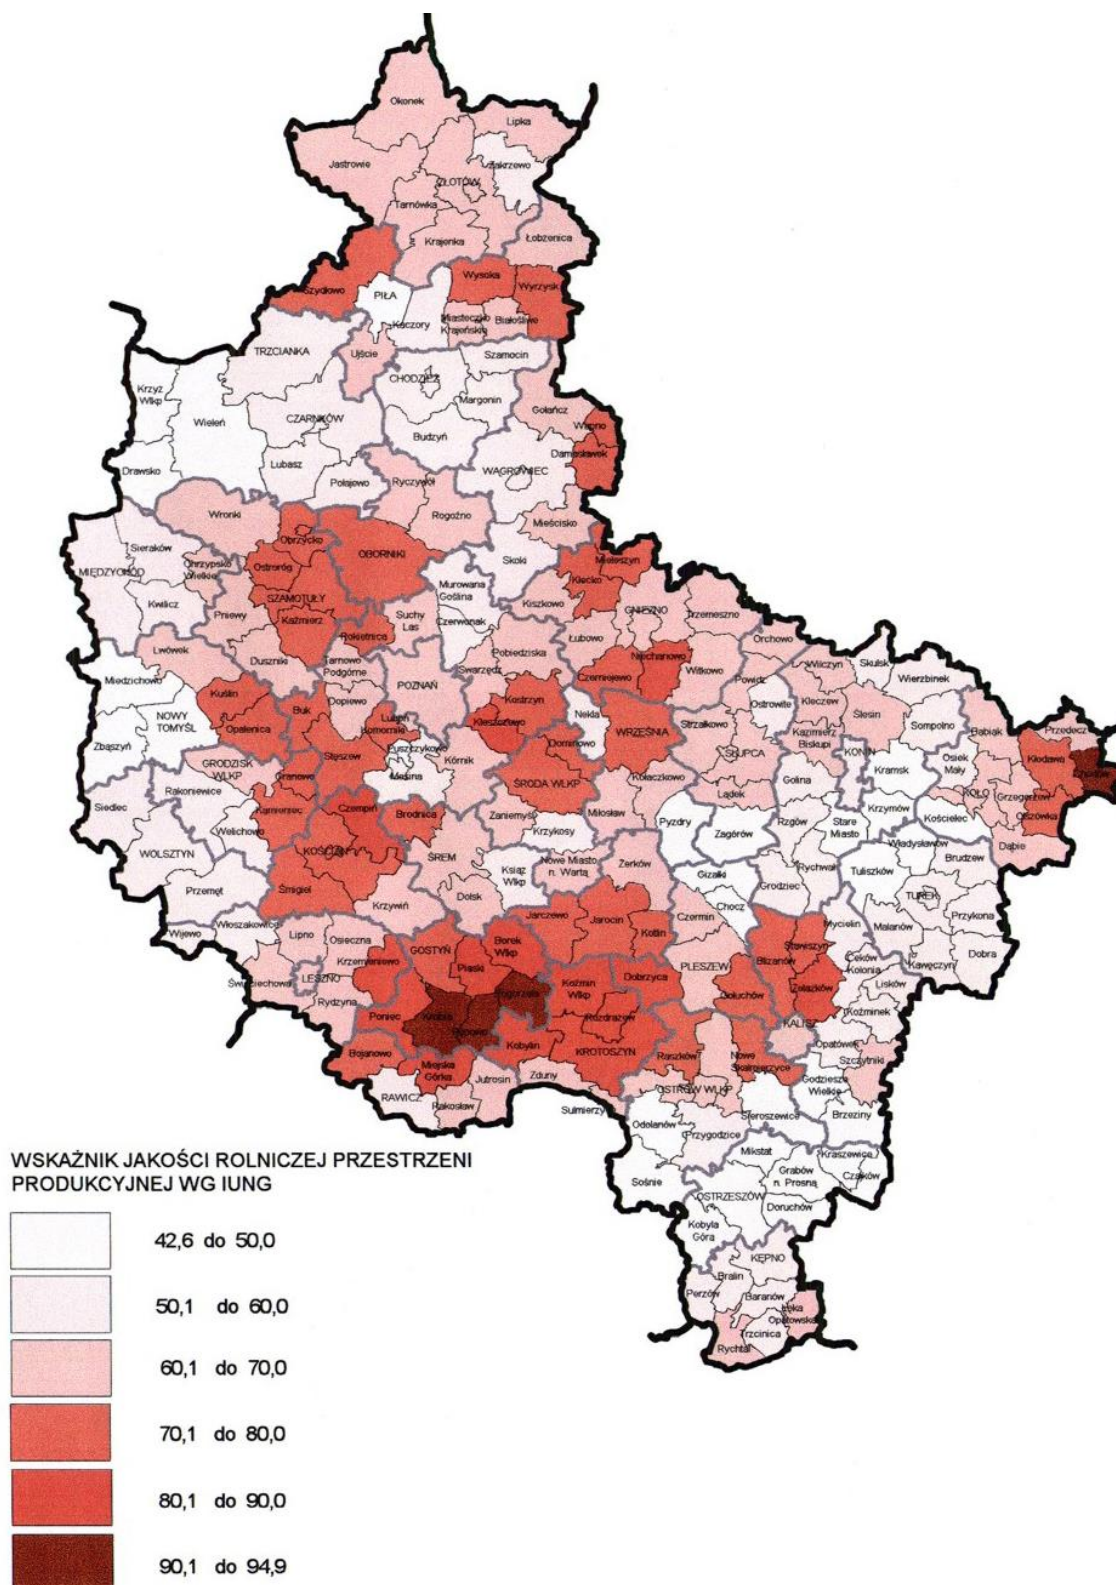 Okonek
Lipka
Zakrzewo
Jastrowie
ZŁOTÓW
Tarnówka
Krajenka
Łobżenica
Wysoka
Wyrzysk
Szydłowo
PIŁA
Kaczory
Miasteczko
Krajeńskie
Białośliwe
TRZCIANKA
Ujście
Szamocin
CHODZIEŻ
Margonin
Krzyż
Wlkp
Wieleń
CZARNKÓW
Gołańcz
Wapno
Budzyń
Damasławek
Drawsko
Lubasz
Połajewo
WĄGROWIEC
Ryczywół
Wronki
Rogoźno
Mieścisko
Obrzycko
OBORNIKI
Sieraków
MIĘDZYCHÓD
Chrzypsko
Wielkie
Ostroróg
Skoki
Mieleszyn
Kłecko
Murowana
Goślina
Kwilicz
SZAMOTUŁY
Kiszkowo
GNIEZNO
Trzemeszno
Pniewy
Kaźmierz
Rokietnica
Suchy
Las
Czerwonak
Łubowo
Orchowo
Lwówek
Duszniki
Tarnowo
Podgórne
Swarzędz
Pobiedziska
Niechanowo
Czerniejewo
Witkowo
Powidz
Wilczyn
Skulsk
Wierzbinek
Miedzichowo
Kuślin
Buk
Dopiewo
POZNAŃ
Kostrzyn
Nekla
Ostrowite
Kleczew
Ślesin
NOWY
TOMYŚL
Opalenica
Luboń
Komorniki
Kleszczewo
WRZEŚNIA
Strzałkowo
Kazimierz
Biskupi
Sompolno
Babiak
Przedecz
Zbąszyń
Stęszew
Puszczykowo
Mosina
Kórnik
Dominowo
SŁUPCA
KONIN
Kramsk
Osiek
Mały
Kłodawa
Chodów
GRODZISK
WLKP
Rakoniewice
Granowo
ŚRODA WLKP
Kołaczkowo
Golina
Lądek
KOŁO
Grzegorzew
Olszówka
Siedlec
Kamieniec
Czempiń
Brodnica
Zaniemyśl
Miłosław
Krzymów
Kościelec
Wielichowo
Krzykosy
Pyzdry
Zagórów
Rzgów
Stare
Miasto
Dąbie
WOLSZTYN
KOŚCIAN
ŚREM
Książ
Wlkp
Nowe Miasto
n. Wartą
Żerków
Gizałki
Rychwał
Władysławów
Brudzew
Tuliszków
Przemęt
Śmigiel
Dolsk
Grodziec
TUREK
Krzywiń
Jarczewo
Jarocin
Czermin
Chocz
Przykona
Wijewo
Włoszakowice
Lipno
Osieczna
GOSTYŃ
Borek
Wlkp
Kotlin
Blizanów
Stawiszyn
Mycielin
Malanów
Krzemieniewo
LESZNO
Piaski
Dobrzyca
PLESZEW
Ceków
Kolonia
Kawęczyn
Dobra
Święciechowa
Rydzyna
Pogorzela
Koźmin
Wlkp
Gołuchów
Żelazków
Lisków
Poniec
Krobia
Pępowo
Rozdrażew
Koźminek
KALISZ
Bojanowo
Kobylin
KROTOSZYN
Raszków
Nowe
Skalmierzyce
Opatówek
Szczytniki
Miejska
Górka
Jutrosin
Zduny
OSTRÓW WLKP
Godziesze
Wielkie
RAWICZ
Pakosław
Sulmierzyce
Sieroszewice
Brzeziny
Odolanów
Przygodzice
Mikstat
Kraszewice
Grabów
n. Prosną
Czajków
Sośnie
OSTRZESZÓW
Doruchów
Kobyla
Góra
KĘPNO
Bralin
Perzów
Baranów
Łęka
Opatowska
Trzcinica
Rychtal
WSKAŹNIK JAKOŚCI ROLNICZEJ PRZESTRZENI
PRODUKCYJNEJ WG IUNG
42,6 do 50,0
50,1 do 60,0
60,1 do 70,0
70,1 do 80,0
80,1 do 90,0
90,1 do 94,9